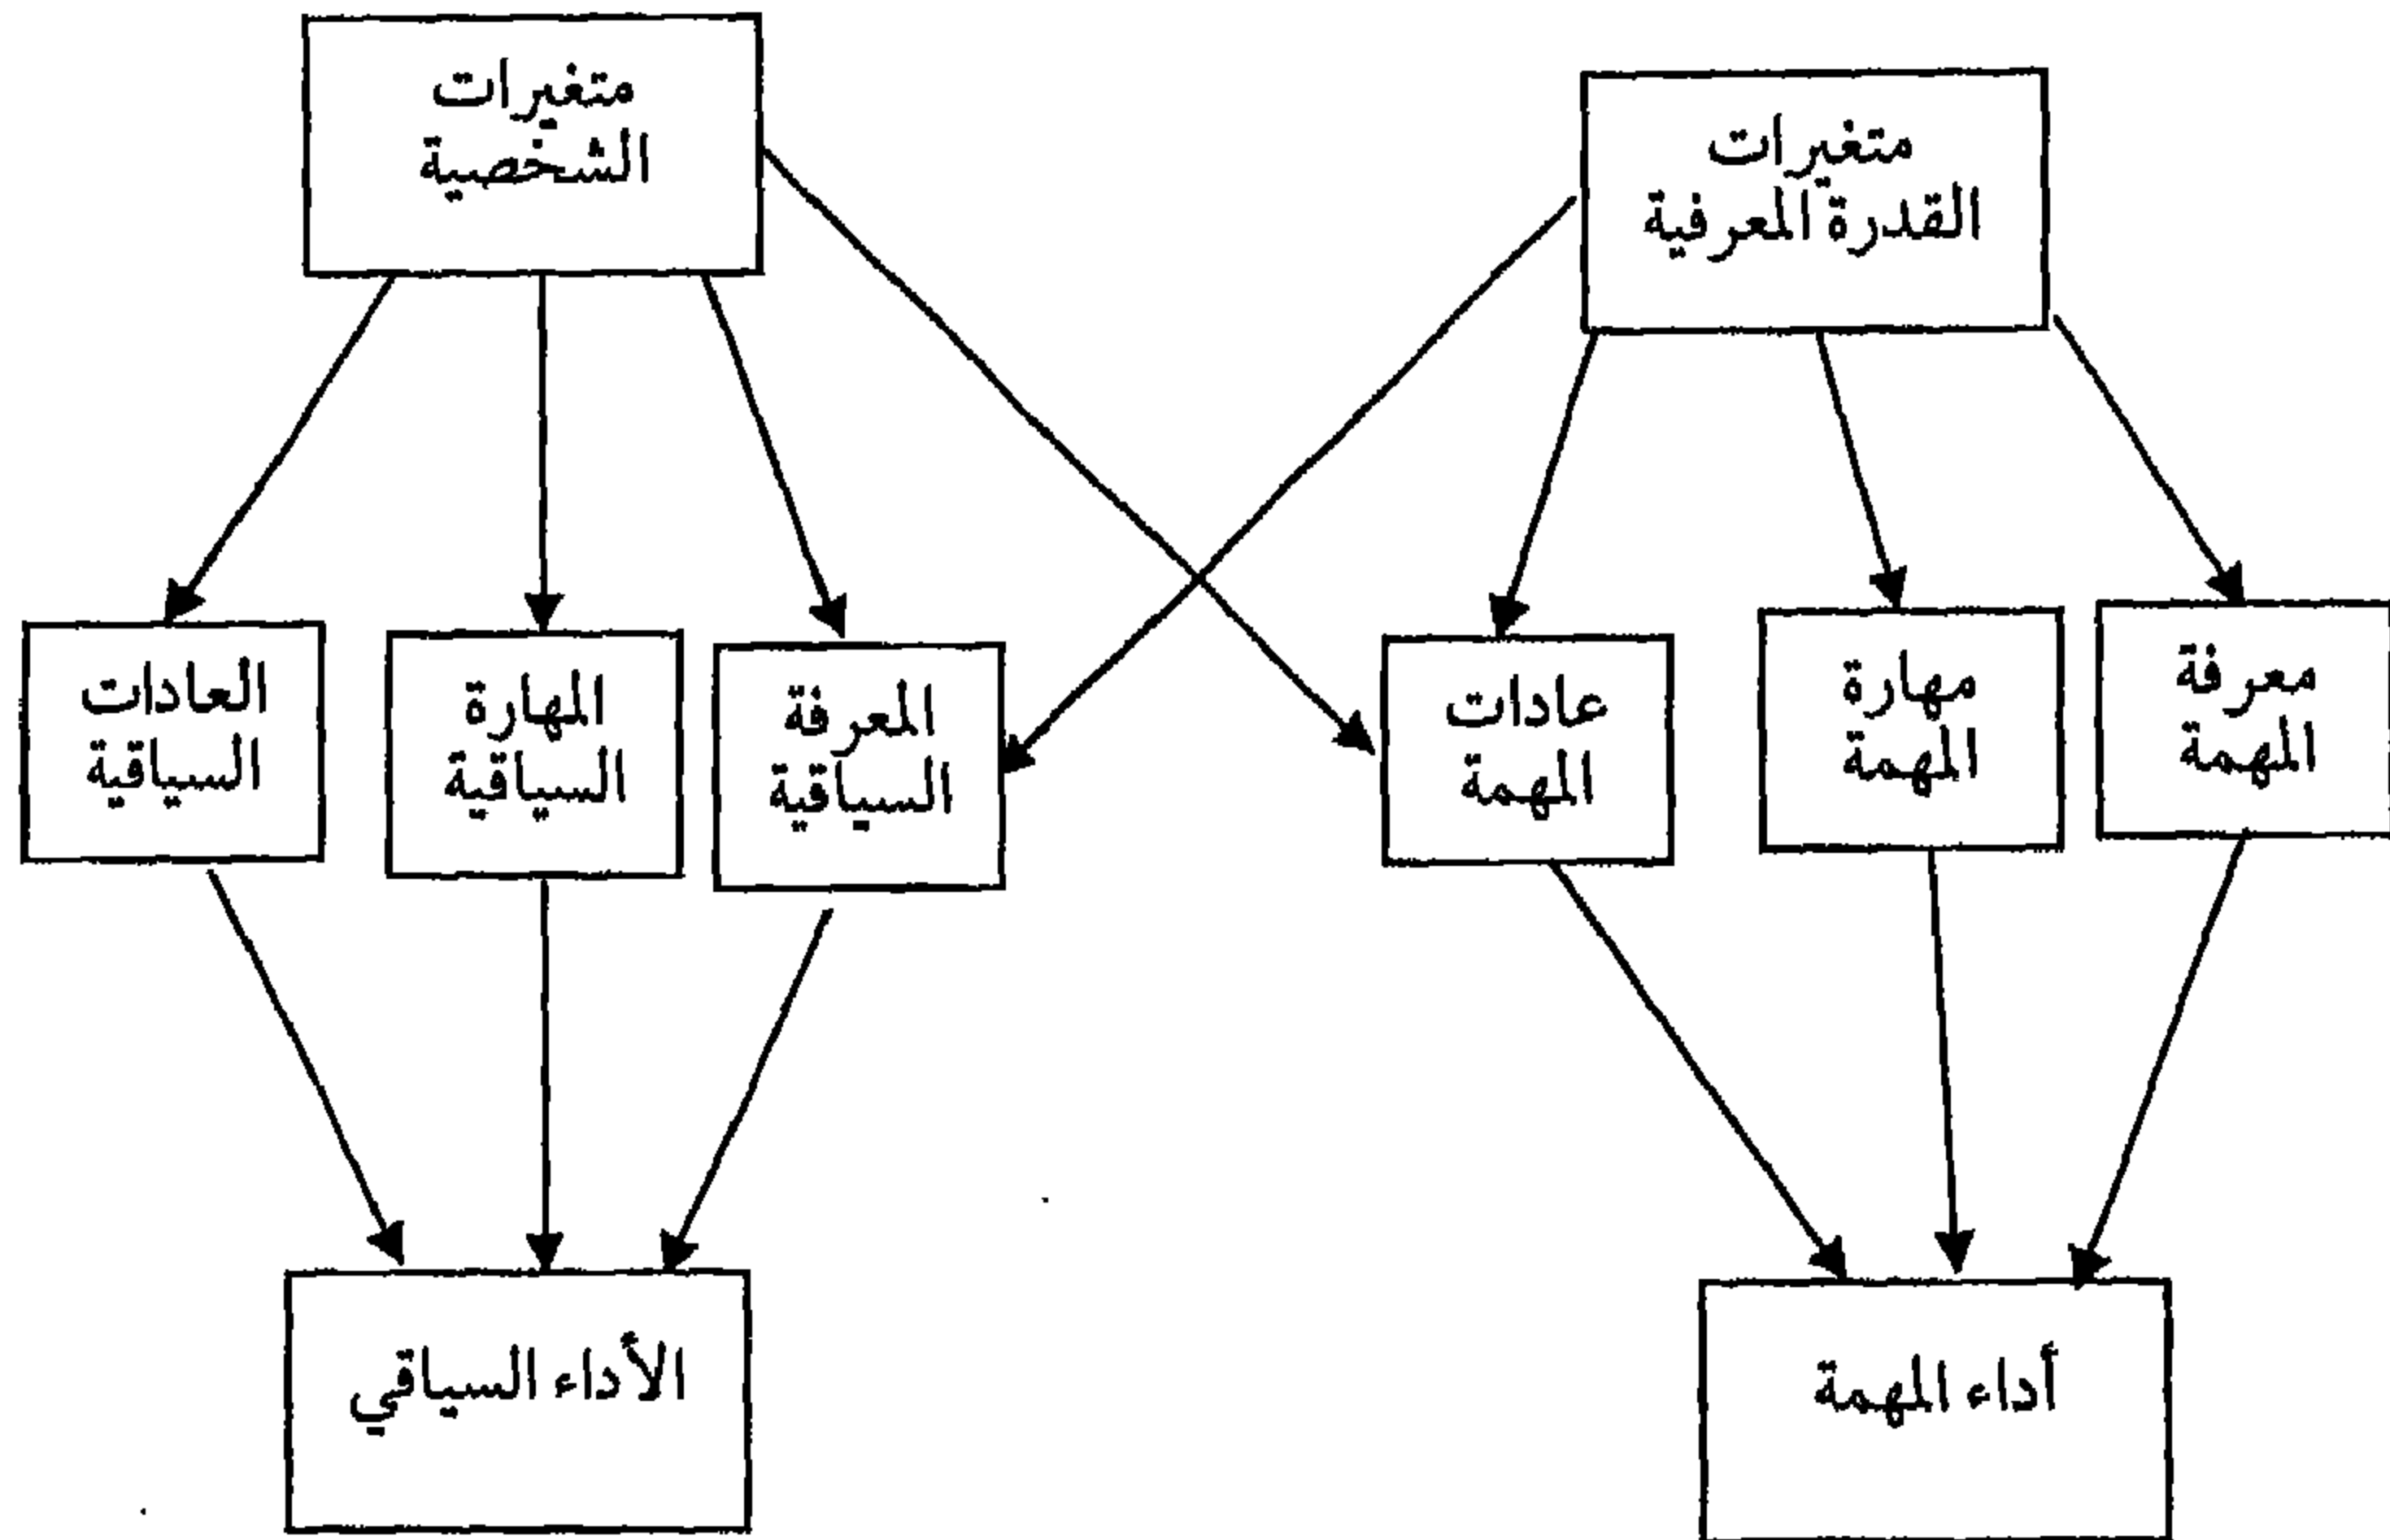 متغيرات
القدرة المعرفية
متغيرات
الشخصية
معرفة
المهمة
مهارة
المهمة
عادات
المهمة
المعرفة
السياقية
المهارة
السياقية
العادات
السياقية
أداء المهمة
الأداء السياقي